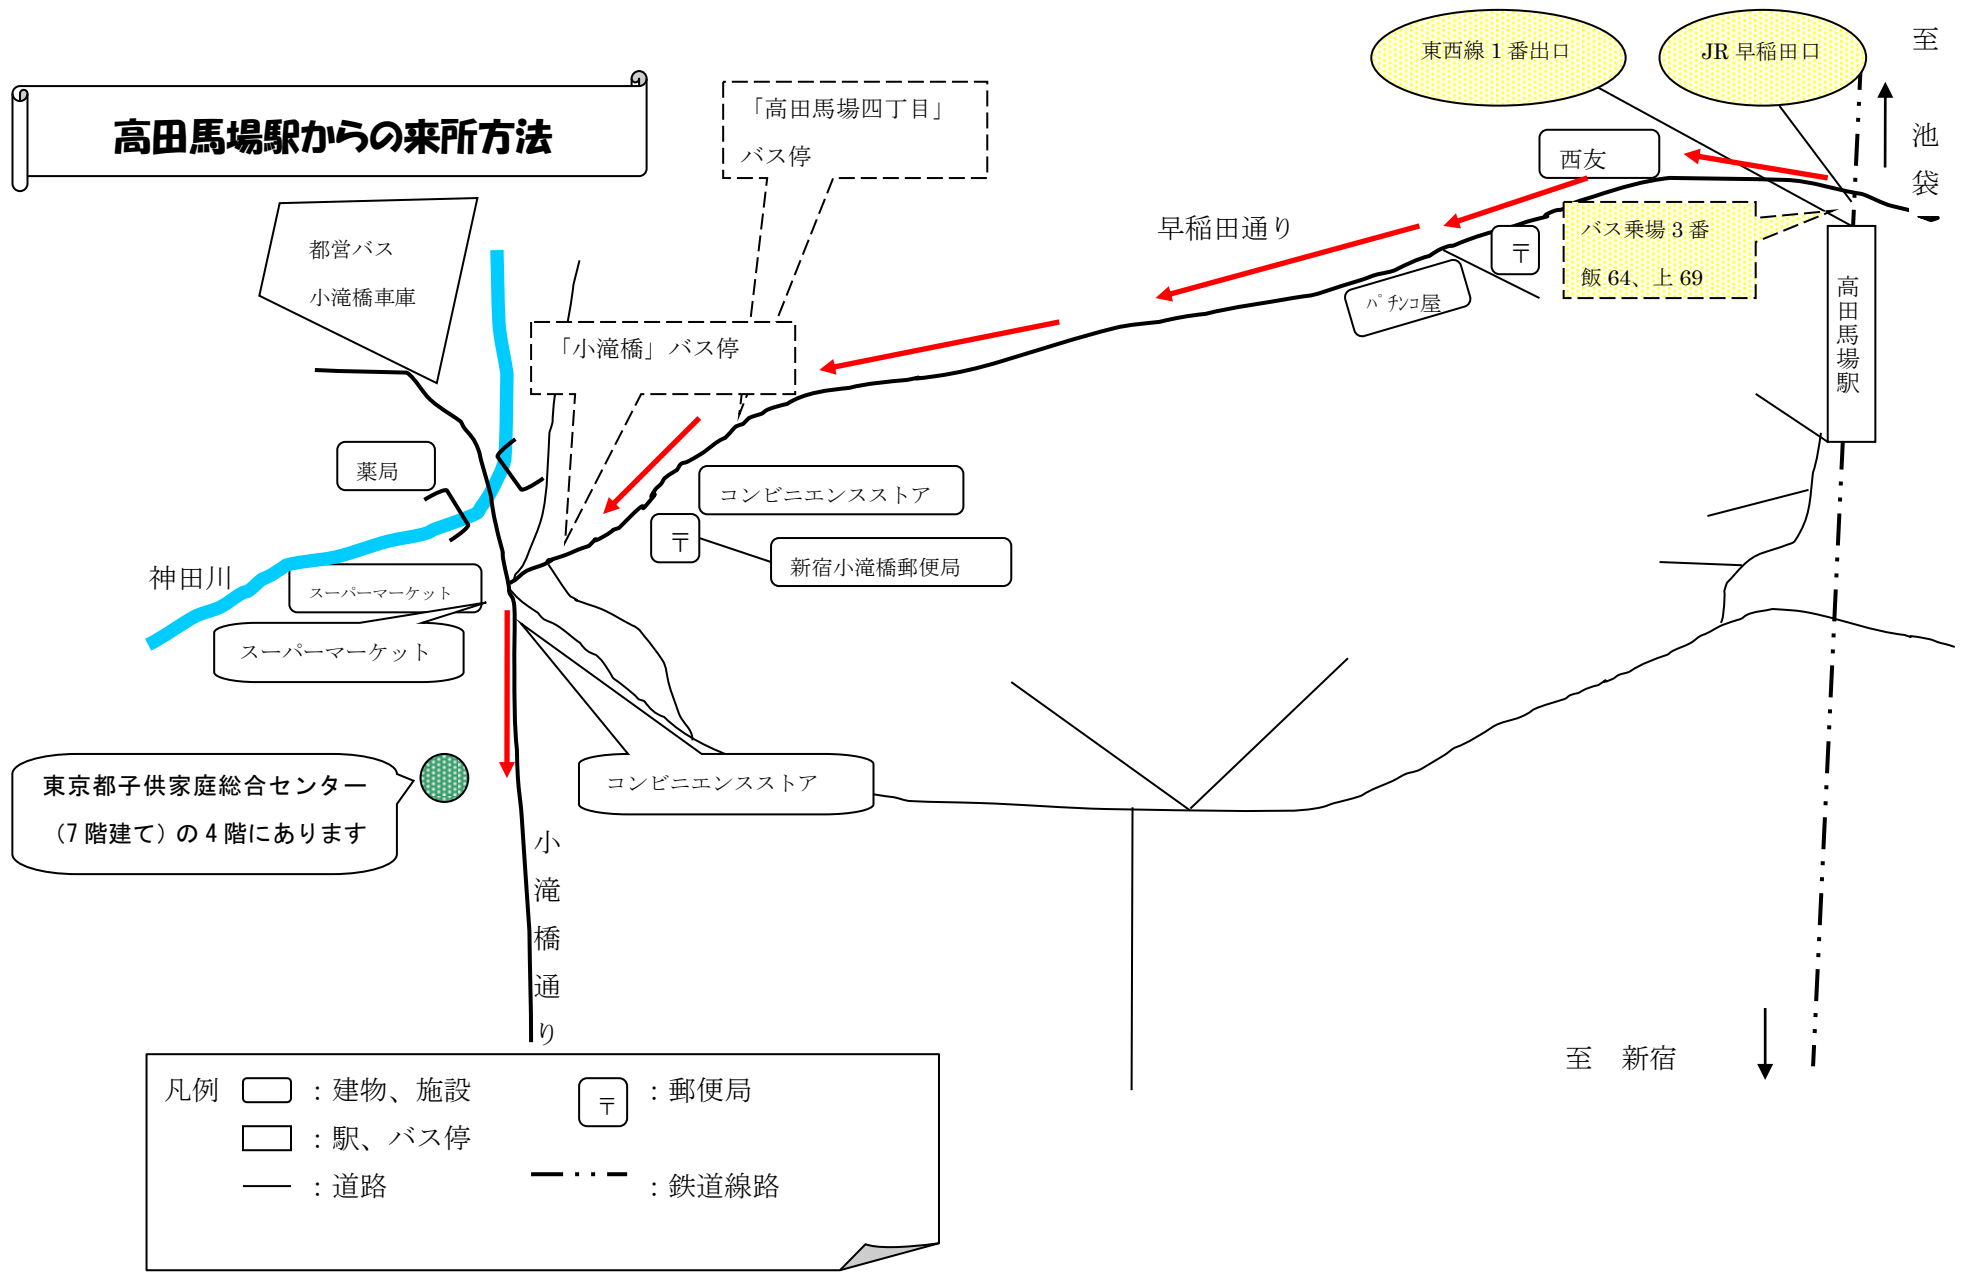 高田馬場駅からの来所方法
「高田馬場四丁目」
バス停
東西線1番出口
JR早稲田口
至
池
袋
西友
早稲田通り
バス乗場3番
飯64、上69
〒
パチンコ屋
高田馬場駅
都営バス
小滝橋車庫
「小滝橋」バス停
薬局
コンビニエンスストア
〒
新宿小滝橋郵便局
神田川
スーパーマーケット
スーパーマーケット
コンビニエンスストア
東京都子供家庭総合センター
(7階建て)の4階にあります
小滝橋通り
至 新宿
凡例 :建物、施設
〒 :郵便局
:駅、バス停
:道路
:鉄道線路